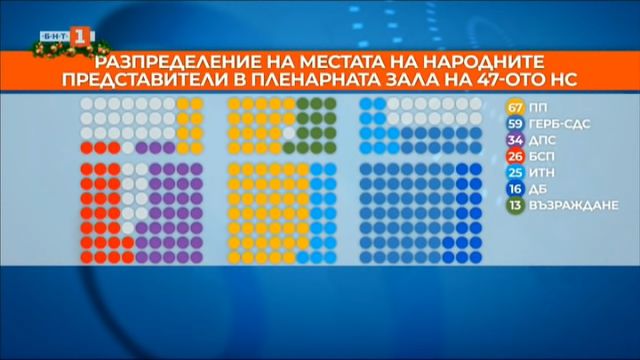 БНТ 1
РАЗПРЕДЕЛЕНИЕ НА МЕСТАТА НА НАРОДНИТЕ
ПРЕДСТАВИТЕЛИ В ПЛЕНАРНАТА ЗАЛА НА 47-ОТО НС
67 ПП
59 ГЕРБ-СДС
34 ДПС
26 БСП
25 ИТН
16 ДБ
13 ВЪЗРАЖДАНЕ